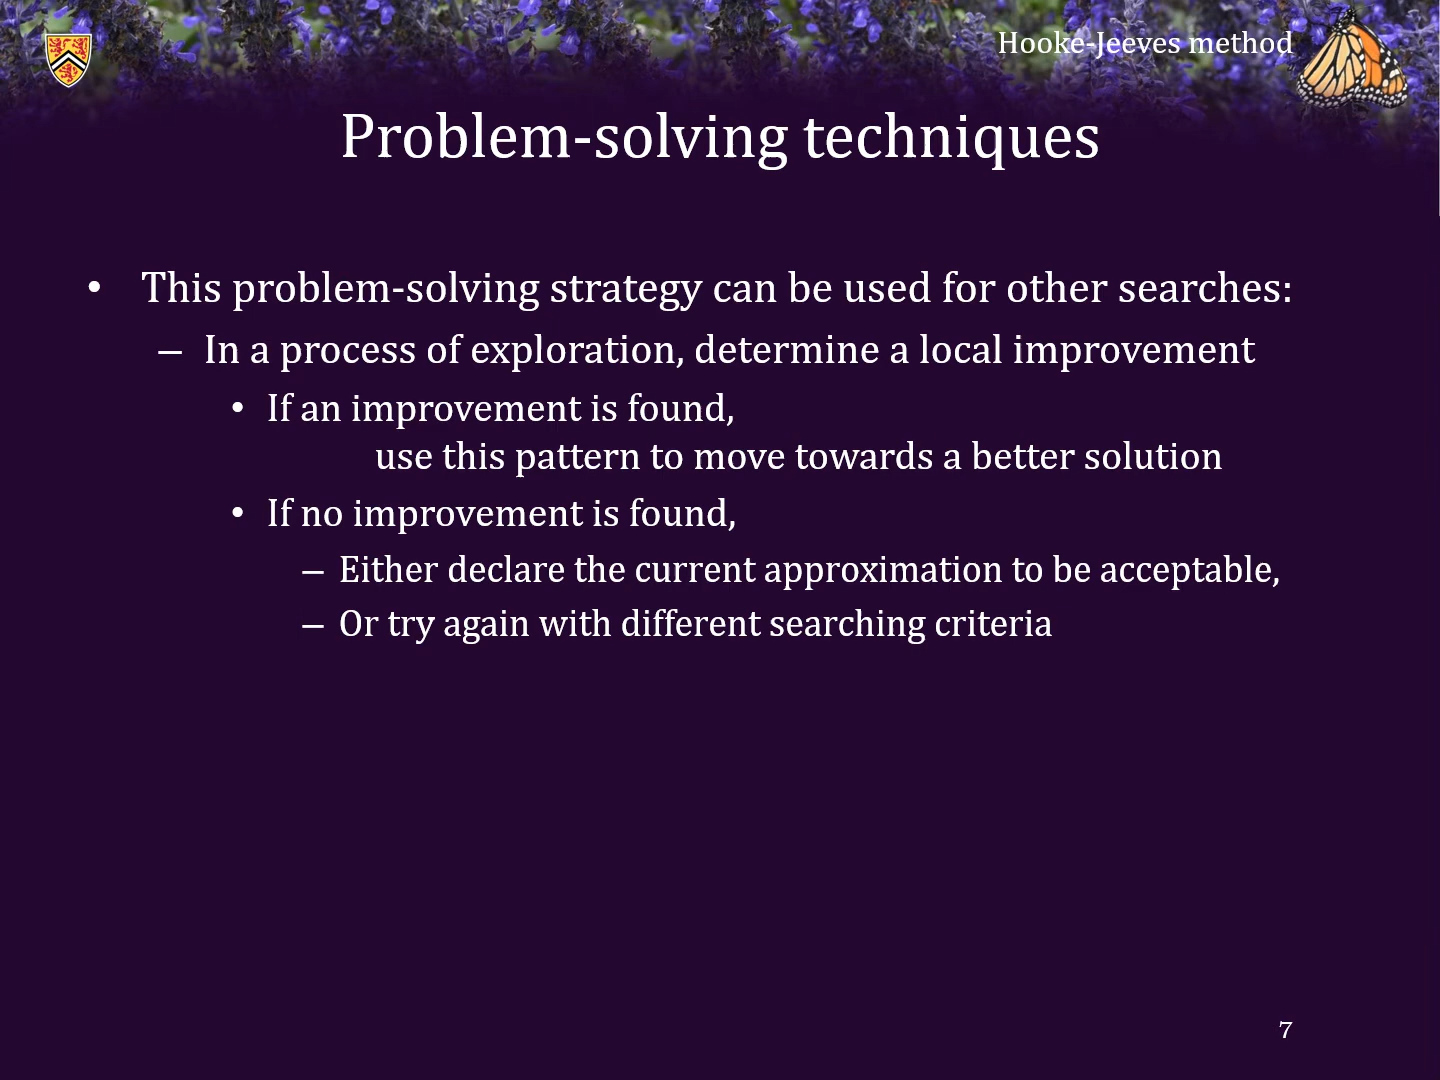 Hooke-Jeeves method
Problem-solving techniques
• This problem-solving strategy can be used for other searches:
– In a process of exploration, determine a local improvement
• If an improvement is found,
use this pattern to move towards a better solution
• If no improvement is found,
– Either declare the current approximation to be acceptable,
– Or try again with different searching criteria
7